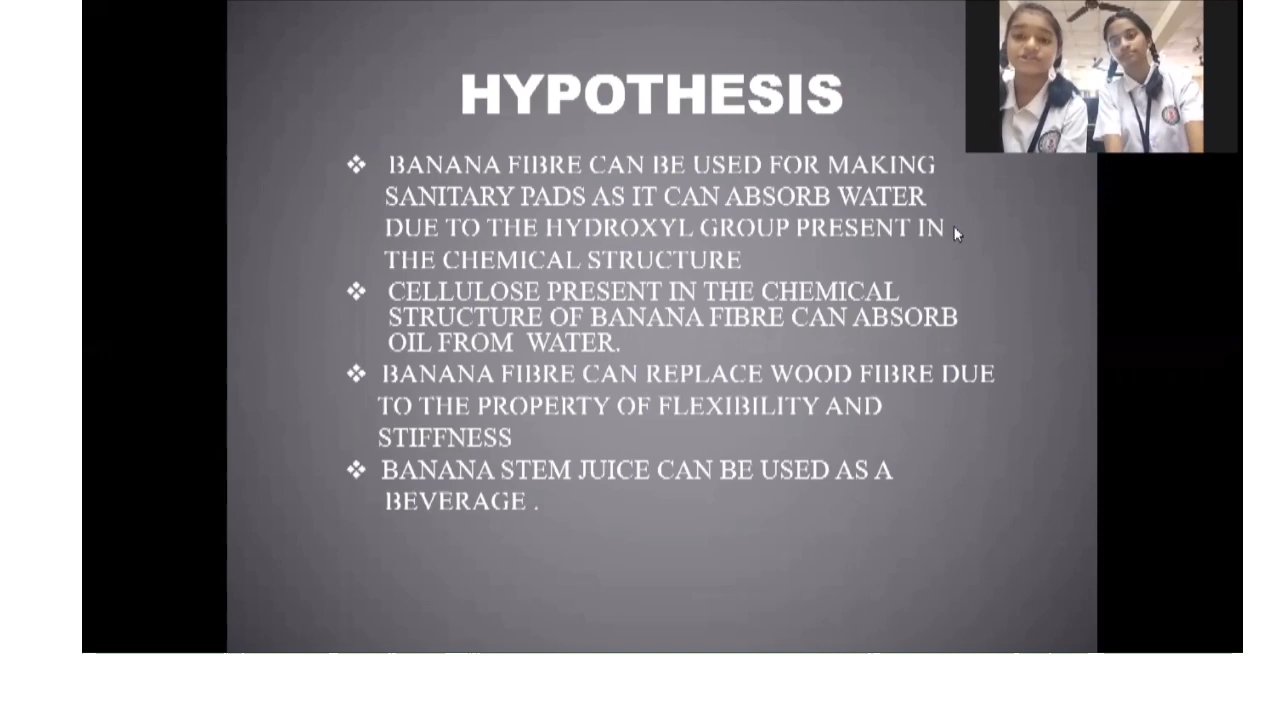 HYPOTHESIS
❖ BANANA FIBRE CAN BE USED FOR MAKING
SANITARY PADS AS IT CAN ABSORB WATER
DUE TO THE HYDROXYL GROUP PRESENT IN
THE CHEMICAL STRUCTURE
❖ CELLULOSE PRESENT IN THE CHEMICAL
STRUCTURE OF BANANA FIBRE CAN ABSORB
OIL FROM WATER.
❖ BANANA FIBRE CAN REPLACE WOOD FIBRE DUE
TO THE PROPERTY OF FLEXIBILITY AND
STIFFNESS
❖ BANANA STEM JUICE CAN BE USED AS A
BEVERAGE .